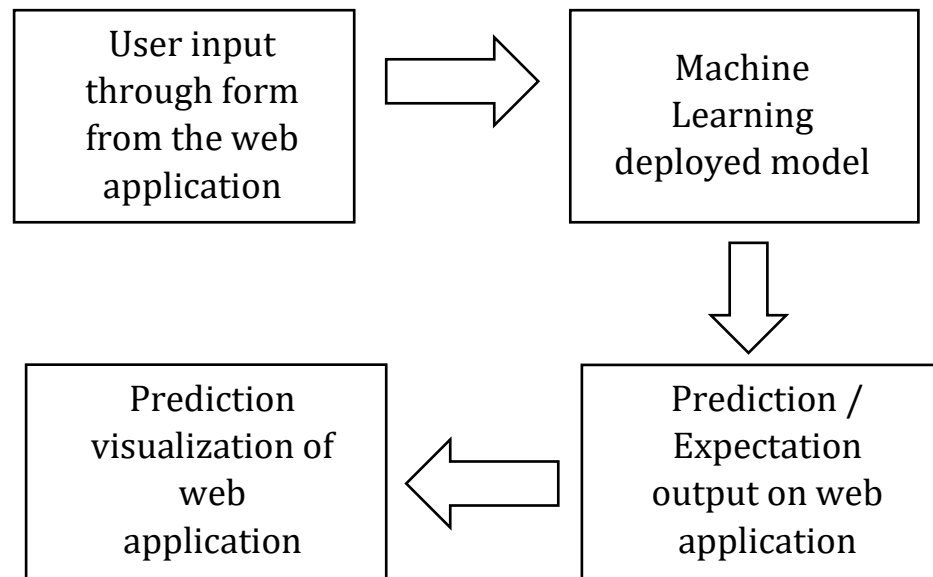 User input
through form
from the web
application
Machine
Learning
deployed model
Prediction /
Expectation
output on web
application
Prediction
visualization of
web
application